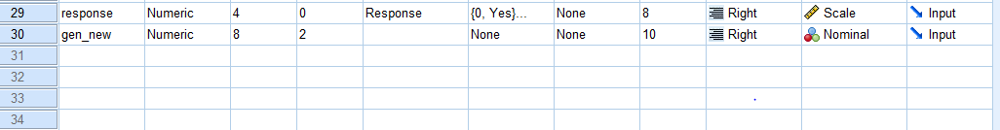 29 response Numeric 4 0 Response {0, Yes}... None 8 Right Scale Input
30 gen_new Numeric 8 2 None None 10 Right Nominal Input
31
32
33
34